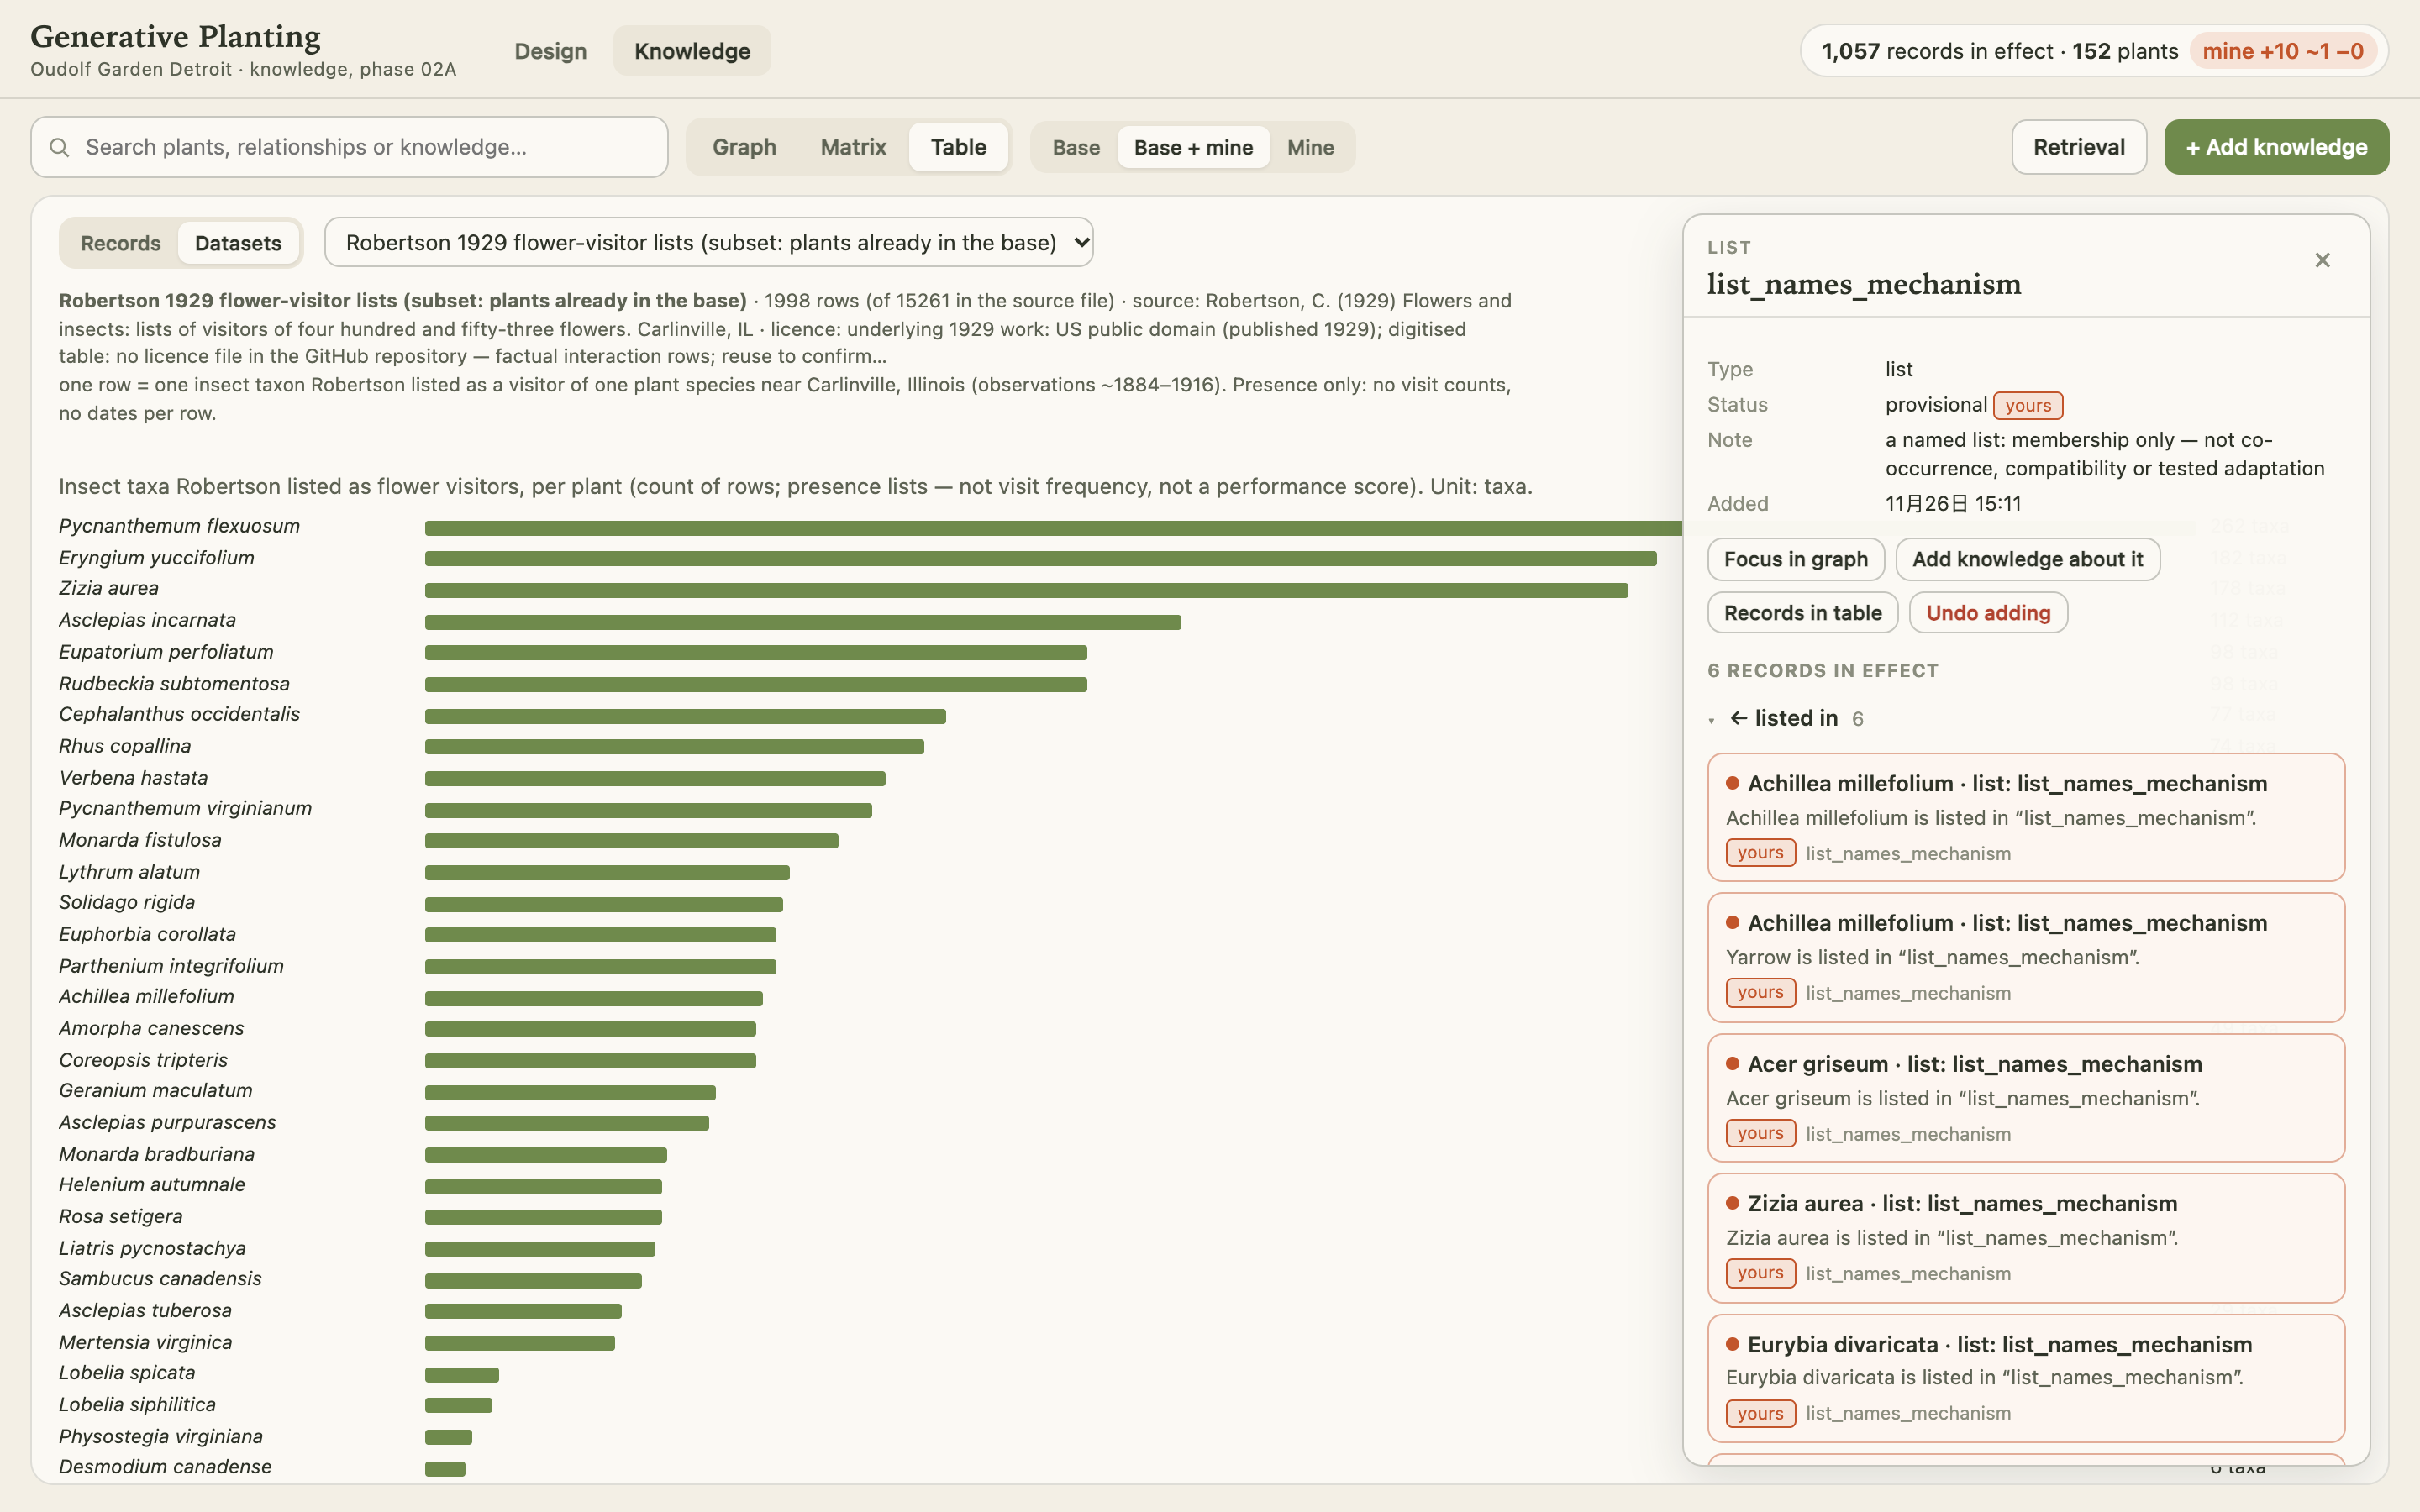 Generative Planting
Oudolf Garden Detroit · knowledge, phase 02A
Design
Knowledge
1,057 records in effect · 152 plants
mine +10 ~1 −0
Search plants, relationships or knowledge...
Graph
Matrix
Table
Base
Base + mine
Mine
Retrieval
+ Add knowledge
Records
Datasets
Robertson 1929 flower-visitor lists (subset: plants already in the base)
Robertson 1929 flower-visitor lists (subset: plants already in the base) · 1998 rows (of 15261 in the source file) · source: Robertson, C. (1929) Flowers and
insects: lists of visitors of four hundred and fifty-three flowers. Carlinville, IL · licence: underlying 1929 work: US public domain (published 1929); digitised
table: no licence file in the GitHub repository — factual interaction rows; reuse to confirm...
one row = one insect taxon Robertson listed as a visitor of one plant species near Carlinville, Illinois (observations ~1884–1916). Presence only: no visit counts,
no dates per row.
Insect taxa Robertson listed as flower visitors, per plant (count of rows; presence lists — not visit frequency, not a performance score). Unit: taxa.
Pycnanthemum flexuosum
Eryngium yuccifolium
Zizia aurea
Asclepias incarnata
Eupatorium perfoliatum
Rudbeckia subtomentosa
Cephalanthus occidentalis
Rhus copallina
Verbena hastata
Pycnanthemum virginianum
Monarda fistulosa
Lythrum alatum
Solidago rigida
Euphorbia corollata
Parthenium integrifolium
Achillea millefolium
Amorpha canescens
Coreopsis tripteris
Geranium maculatum
Asclepias purpurascens
Monarda bradburiana
Helenium autumnale
Rosa setigera
Liatris pycnostachya
Sambucus canadensis
Asclepias tuberosa
Mertensia virginica
Lobelia spicata
Lobelia siphilitica
Physostegia virginiana
Desmodium canadense
6 taxa
LIST
list_names_mechanism
Type
list
Status
provisional yours
Note
a named list: membership only — not co-
occurrence, compatibility or tested adaptation
Added
11月26日 15:11
Focus in graph
Add knowledge about it
Records in table
Undo adding
6 RECORDS IN EFFECT
← listed in 6
Achillea millefolium · list: list_names_mechanism
Achillea millefolium is listed in “list_names_mechanism”.
yours list_names_mechanism
Achillea millefolium · list: list_names_mechanism
Yarrow is listed in “list_names_mechanism”.
yours list_names_mechanism
Acer griseum · list: list_names_mechanism
Acer griseum is listed in “list_names_mechanism”.
yours list_names_mechanism
Zizia aurea · list: list_names_mechanism
Zizia aurea is listed in “list_names_mechanism”.
yours list_names_mechanism
Eurybia divaricata · list: list_names_mechanism
Eurybia divaricata is listed in “list_names_mechanism”.
yours list_names_mechanism